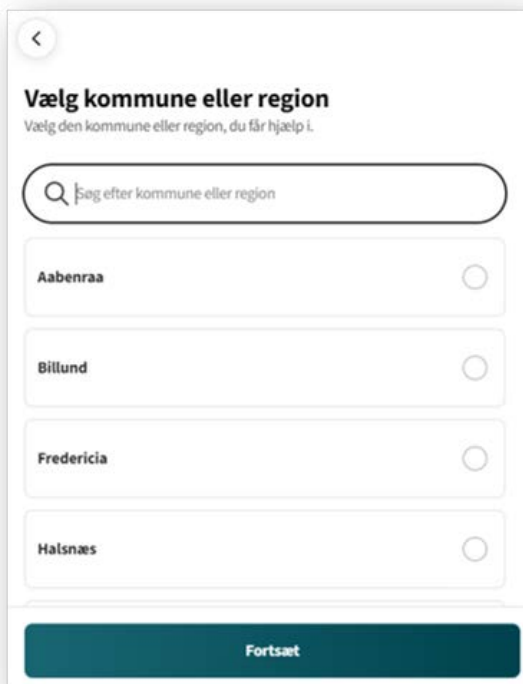 Vælg kommune eller region
Vælg den kommune eller region, du får hjælp i.
Søg efter kommune eller region
Aabenraa
Billund
Fredericia
Halsnæs
Fortsæt